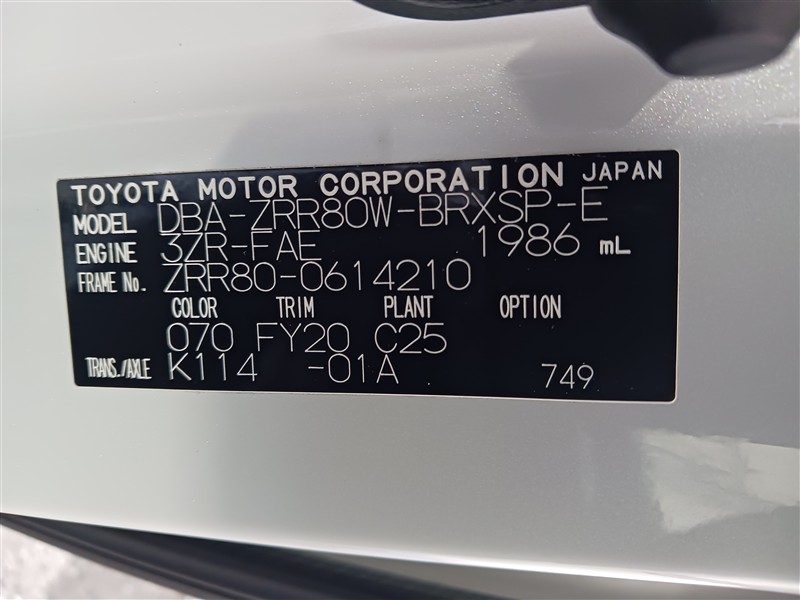 TOYOTA MOTOR CORPORATION JAPAN
MODEL DBA-ZRR80W-BRXSP-E
ENGINE 3ZR-FAE 1986 mL
FRAME No. ZRR80-0614210
COLOR TRIM PLANT OPTION
070 FY20 C25
TRANS./AXLE K114 -01A 749